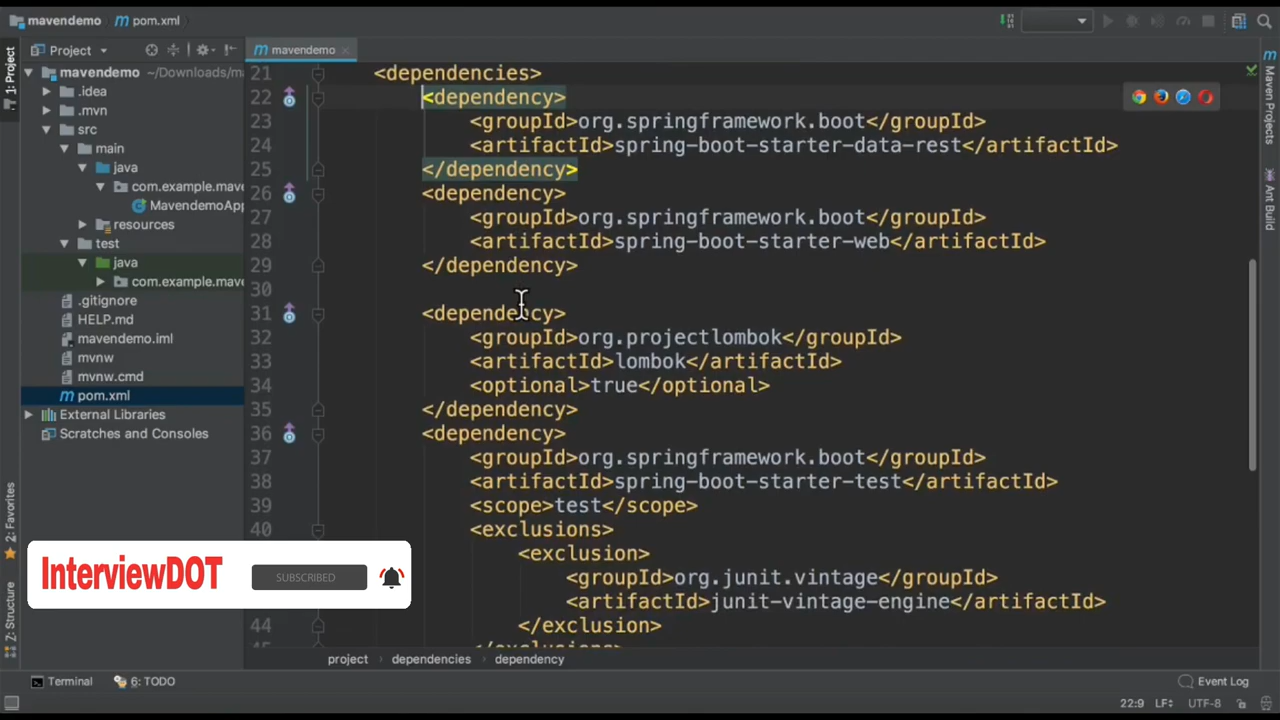 mavendemo
pom.xml
Project
mavendemo
mavendemo ~/Downloads/ma
.idea
.mvn
src
main
java
com.example.mave
MavendemoApp
resources
test
java
com.example.mave
.gitignore
HELP.md
mavendemo.iml
mvnw
mvnw.cmd
pom.xml
External Libraries
Scratches and Consoles
1: Project
2: Favorites
Z: Structure
21 <dependencies>
22 <dependency>
23 <groupId>org.springframework.boot</groupId>
24 <artifactId>spring-boot-starter-data-rest</artifactId>
25 </dependency>
26 <dependency>
27 <groupId>org.springframework.boot</groupId>
28 <artifactId>spring-boot-starter-web</artifactId>
29 </dependency>
30
31 <dependency>
32 <groupId>org.projectlombok</groupId>
33 <artifactId>lombok</artifactId>
34 <optional>true</optional>
35 </dependency>
36 <dependency>
37 <groupId>org.springframework.boot</groupId>
38 <artifactId>spring-boot-starter-test</artifactId>
39 <scope>test</scope>
40 <exclusions>
<exclusion>
<groupId>org.junit.vintage</groupId>
<artifactId>junit-vintage-engine</artifactId>
44 </exclusion>
</exclusions>
Maven Projects
Ant Build
InterviewDOT
SUBSCRIBED
project
dependencies
dependency
Terminal
6: TODO
Event Log
22:9
LF
UTF-8